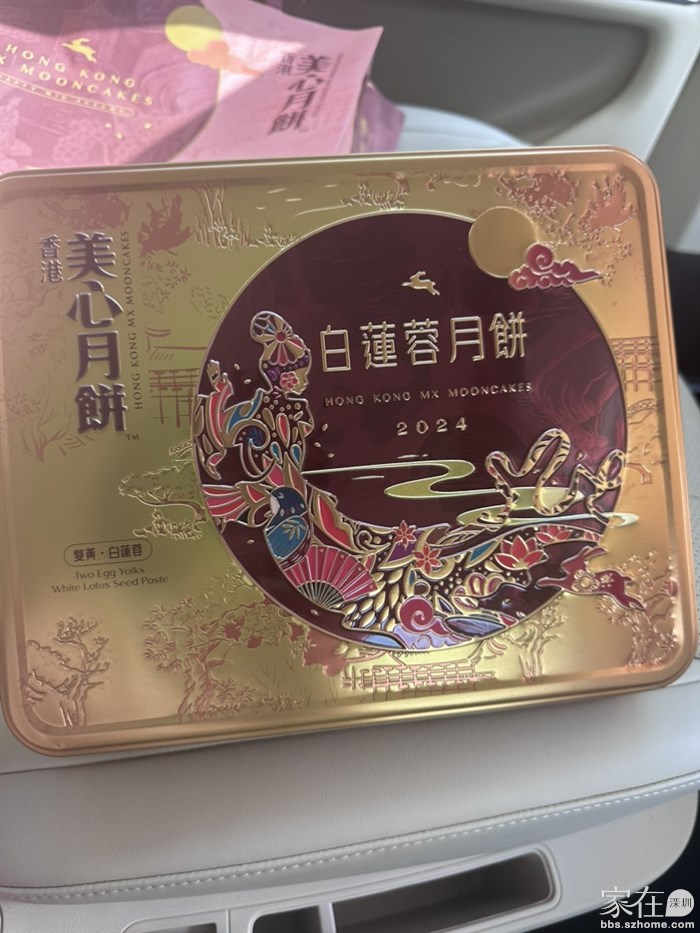 HONG KONG
MX MOONCAKES
香港
美心月餅
香港
美心月餅
HONG KONG MX MOONCAKES
TM
白蓮蓉月餅
HONG KONG MX MOONCAKES
2024
雙黃·白蓮蓉
Two Egg Yolks
White Lotus Seed Paste
家在深圳
bbs.szhome.com